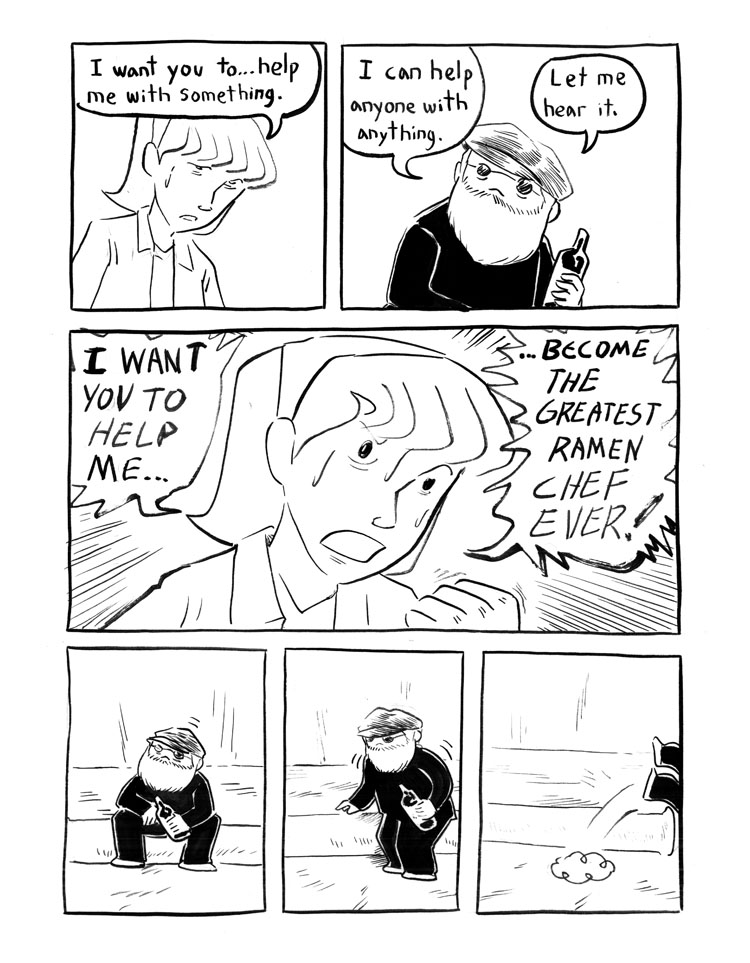 I want you to...help
me with something.
I can help
anyone with
anything.
Let me
hear it.
I WANT
YOU TO
HELP
ME...
...BECOME
THE
GREATEST
RAMEN
CHEF
EVER!